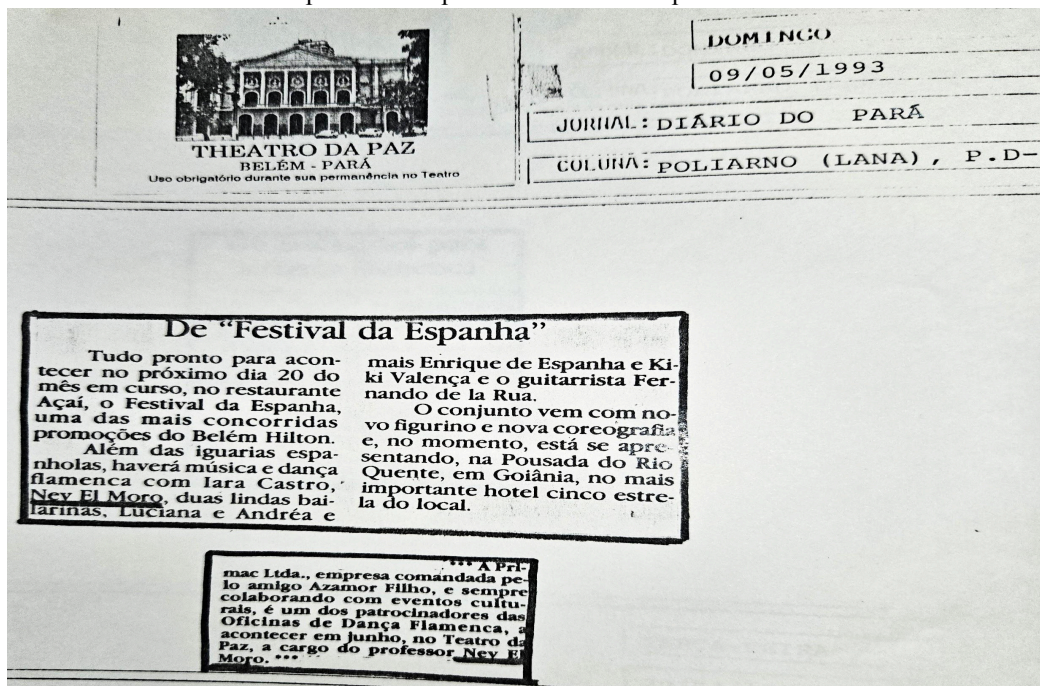 THEATRO DA PAZ
BELÉM - PARÁ
Uso obrigatório durante sua permanência no Teatro
DOMINGO
09/05/1993
JORNAL: DIÁRIO DO PARÁ
COLUNA: POLIARNO (LANA), P.D-
De "Festival da Espanha"
Tudo pronto para acon-
tecer no próximo dia 20 do
mês em curso, no restaurante
Açaí, o Festival da Espanha,
uma das mais concorridas
promoções do Belém Hilton.
Além das iguarias espa-
nholas, haverá música e dança
flamenca com Iara Castro,
Ney El Moro, duas lindas bai-
larinas, Luciana e Andréa e
mais Enrique de Espanha e Ki-
ki Valença e o guitarrista Fer-
nando de la Rua.
O conjunto vem com no-
vo figurino e nova coreografia
e, no momento, está se apre-
sentando, na Pousada do Rio
Quente, em Goiânia, no mais
importante hotel cinco estre-
la do local.
*** A Pri-
mac Ltda., empresa comandada pe-
lo amigo Azamor Filho, e sempre
colaborando com eventos cultu-
rais, é um dos patrocinadores das
Oficinas de Dança Flamenca, a
acontecer em junho, no Teatro da
Paz, a cargo do professor Ney El
Moro. ***